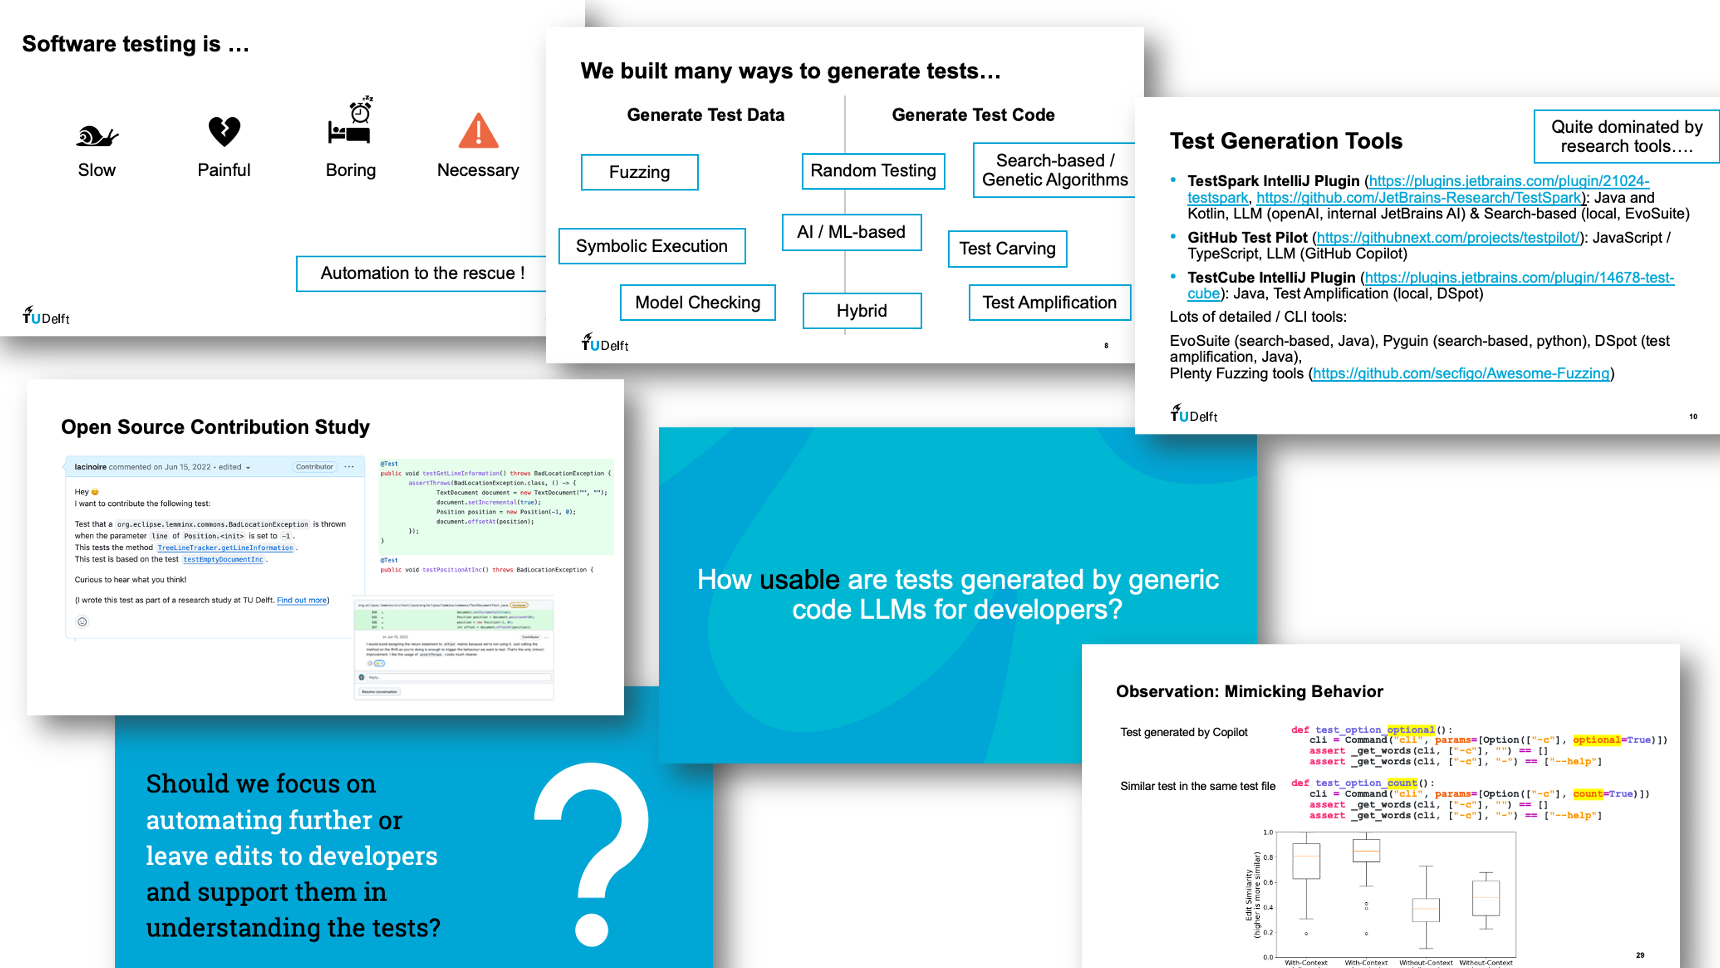 Software testing is …
Slow
Painful
Boring
Necessary
Automation to the rescue !
TUDelft
We built many ways to generate tests…
Generate Test Data
Generate Test Code
Fuzzing
Random Testing
Search-based /
Genetic Algorithms
Symbolic Execution
AI / ML-based
Test Carving
Model Checking
Hybrid
Test Amplification
TUDelft
8
Quite dominated by
research tools….
Test Generation Tools
• TestSpark IntelliJ Plugin (https://plugins.jetbrains.com/plugin/21024-
testspark, https://github.com/JetBrains-Research/TestSpark): Java and
Kotlin, LLM (openAI, internal JetBrains AI) & Search-based (local, EvoSuite)
• GitHub Test Pilot (https://githubnext.com/projects/testpilot/): JavaScript /
TypeScript, LLM (GitHub Copilot)
• TestCube IntelliJ Plugin (https://plugins.jetbrains.com/plugin/14678-test-
cube): Java, Test Amplification (local, DSpot)
Lots of detailed / CLI tools:
EvoSuite (search-based, Java), Pyguin (search-based, python), DSpot (test
amplification, Java),
Plenty Fuzzing tools (https://github.com/secfigo/Awesome-Fuzzing)
TUDelft
10
Open Source Contribution Study
lacinoire commented on Jun 15, 2022 • edited
Contributor
Hey
I want to contribute the following test:
Test that a org.eclipse.lemminx.commons.BadLocationException is thrown
when the parameter line of Position.<init> is set to -1.
This tests the method TreeLineTracker.getLineInformation.
This test is based on the test testEmptyDocumentInc.
Curious to hear what you think!
(I wrote this test as part of a research study at TU Delft. Find out more)
@Test
public void testGetLineInformation() throws BadLocationException {
assertThrows(BadLocationException.class, () -> {
TextDocument document = new TextDocument("", "");
document.setIncremental(true);
Position position = new Position(-1, 0);
document.offsetAt(position);
});
}
@Test
public void testPositionAtInc() throws BadLocationException {
on Jun 15, 2022
Contributor
Reply...
Resolve conversation
How usable are tests generated by generic
code LLMs for developers?
Should we focus on
automating further or
leave edits to developers
and support them in
understanding the tests?
?
Observation: Mimicking Behavior
Test generated by Copilot
def test_option_optional():
cli = Command("cli", params=[Option(["-c"], optional=True)])
assert _get_words(cli, ["-c"], "") == []
assert _get_words(cli, ["-c"], "-") == ["--help"]
Similar test in the same test file
def test_option_count():
cli = Command("cli", params=[Option(["-c"], count=True)])
assert _get_words(cli, ["-c"], "") == []
assert _get_words(cli, ["-c"], "-") == ["--help"]
Edit Similarity
(higher is more similar)
1.0
0.8
0.6
0.4
0.2
0.0
With-Context
With-Context
Without-Context
Without-Context
29